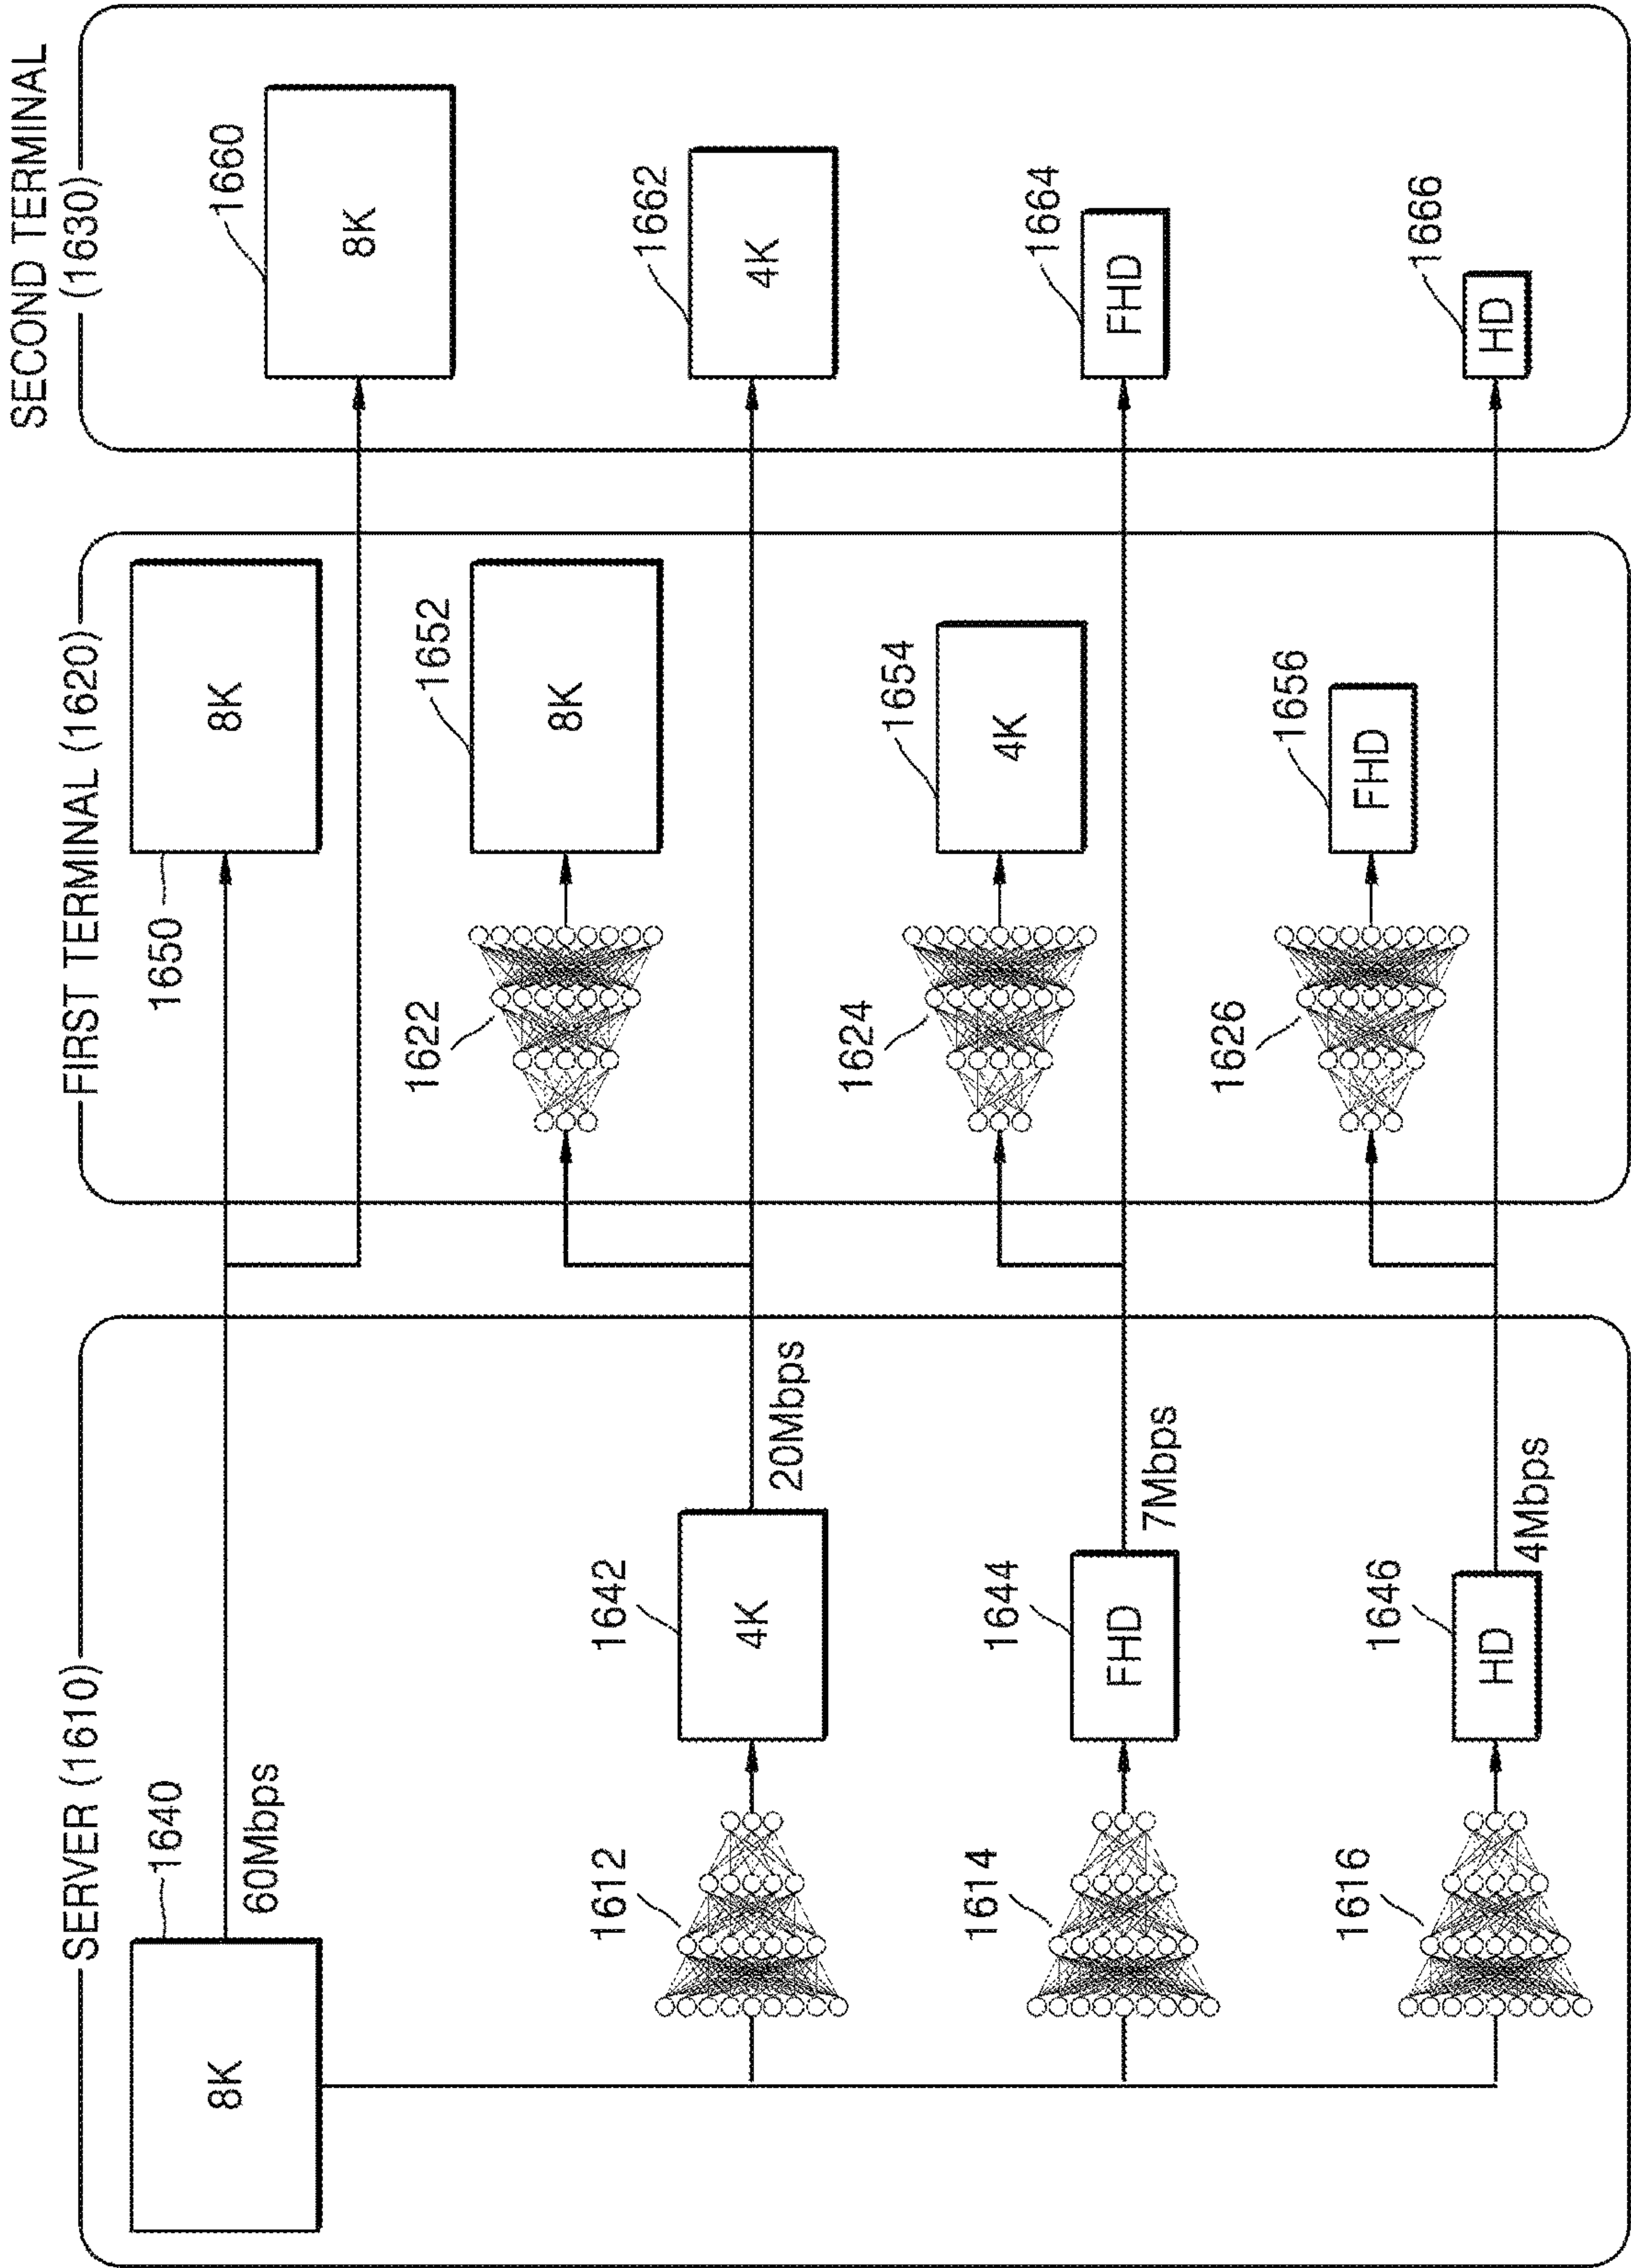 SERVER (1610)
8K
1640
60Mbps
1612
1642
4K
20Mbps
1614
1644
FHD
7Mbps
1616
1646
HD
4Mbps
FIRST TERMINAL (1620)
1650
8K
1622
1652
8K
1624
1654
4K
1626
1656
FHD
SECOND TERMINAL
(1630)
1660
8K
1662
4K
1664
FHD
1666
HD